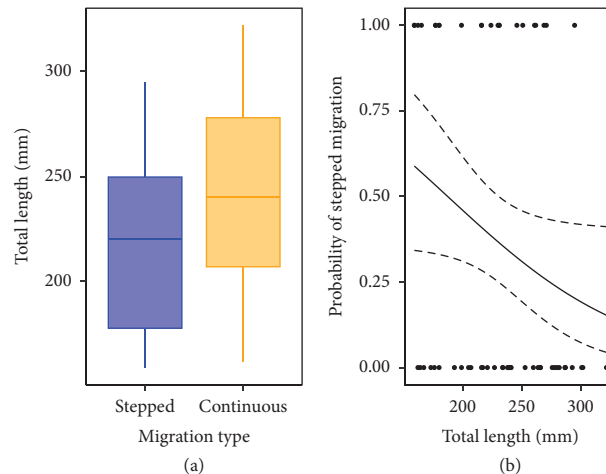 Total length (mm)
300
250
200
Stepped Continuous
Migration type
(a)
Probability of stepped migration
1.00
0.75
0.50
0.25
0.00
200 250 300
Total length (mm)
(b)